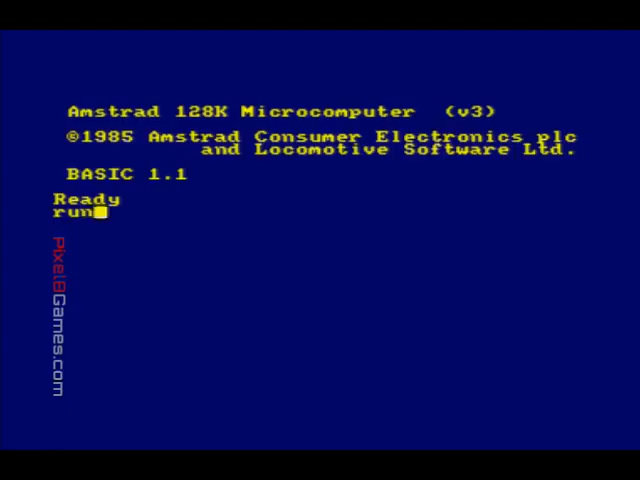 Amstrad 128K Microcomputer (v3)
©1985 Amstrad Consumer Electronics plc
and Locomotive Software Ltd.
BASIC 1.1
Ready
run
Pixel8Games.com